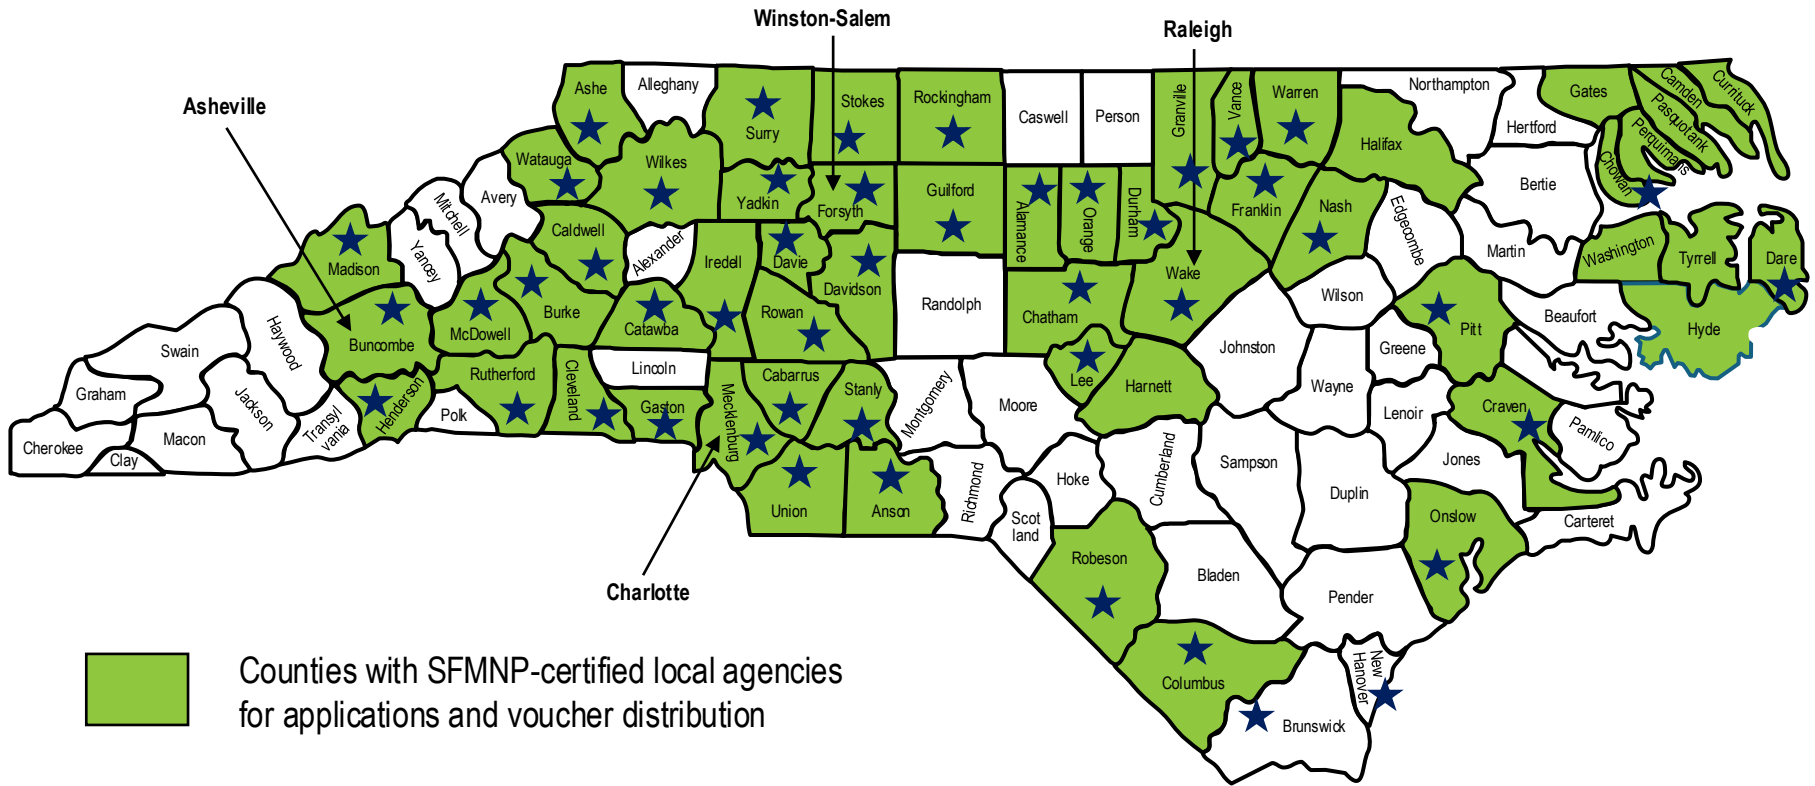 Winston-Salem
Raleigh
Asheville
Ashe
Alleghany
Surry
Stokes
Rockingham
Caswell
Person
Granville
Vance
Warren
Northampton
Gates
Camden
Currituck
Pasquotank
Perquimans
Chowan
Hertford
Halifax
Bertie
Watauga
Wilkes
Yadkin
Forsyth
Guilford
Alamance
Orange
Durham
Franklin
Nash
Edgecombe
Martin
Washington
Tyrrell
Dare
Avery
Mitchell
Yancey
Caldwell
Alexander
Iredell
Davie
Davidson
Randolph
Chatham
Wake
Wilson
Pitt
Beaufort
Hyde
Madison
Buncombe
McDowell
Burke
Catawba
Rowan
Johnston
Greene
Haywood
Swain
Graham
Jackson
Cherokee
Clay
Macon
Transyl
vania
Henderson
Polk
Rutherford
Cleveland
Lincoln
Gaston
Mecklenburg
Cabarrus
Stanly
Montgomery
Moore
Lee
Harnett
Wayne
Lenoir
Craven
Pamlico
Jones
Union
Anson
Richmond
Scot
land
Hoke
Cumberland
Sampson
Duplin
Onslow
Carteret
Robeson
Bladen
Pender
Charlotte
Columbus
New
Hanover
Brunswick
Counties with SFMNP-certified local agencies
for applications and voucher distribution